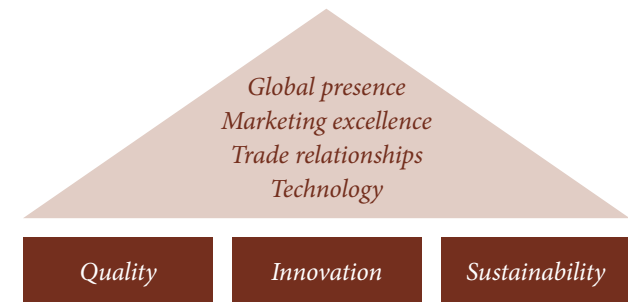 Global presence
Marketing excellence
Trade relationships
Technology
Quality
Innovation
Sustainability